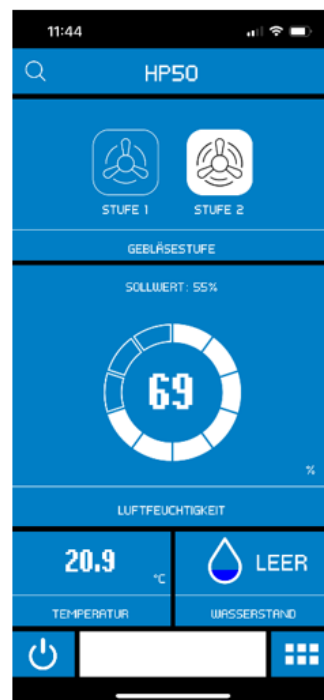 11:44
HP50
STUFE 1 STUFE 2
GEBLÄSESTUFE
SOLLWERT: 55%
69
%
LUFTFEUCHTIGKEIT
20.9 °C
LEER
TEMPERATUR
WASSERSTAND